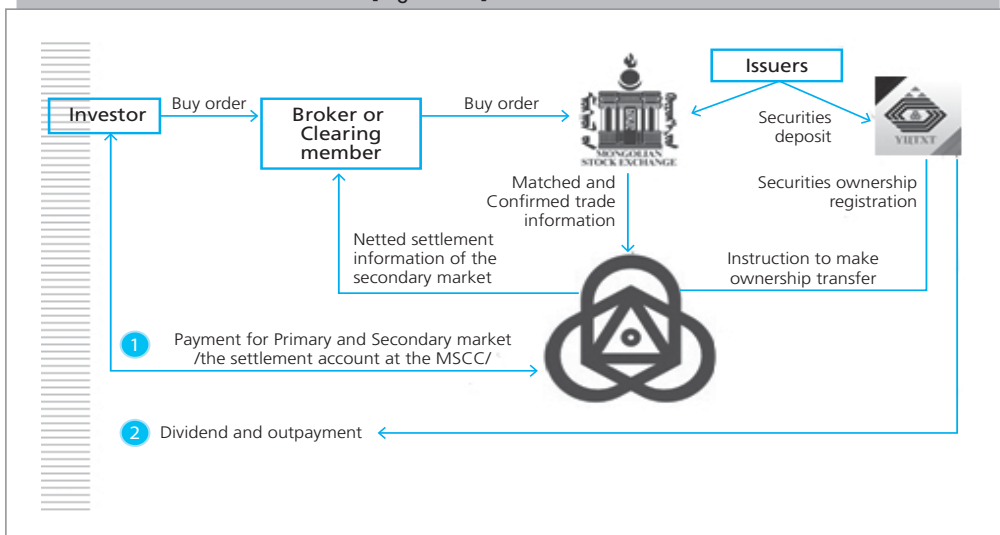 Issuers
Investor
Buy order
Broker or
Clearing
member
Buy order
MONGOLIAN
STOCK EXCHANGE
Securities
deposit
ҮЦТХТ
Matched and
Confirmed trade
information
Securities ownership
registration
Netted settlement
information of the
secondary market
Instruction to make
ownership transfer
1 Payment for Primary and Secondary market
/the settlement account at the MSCC/
2 Dividend and outpayment